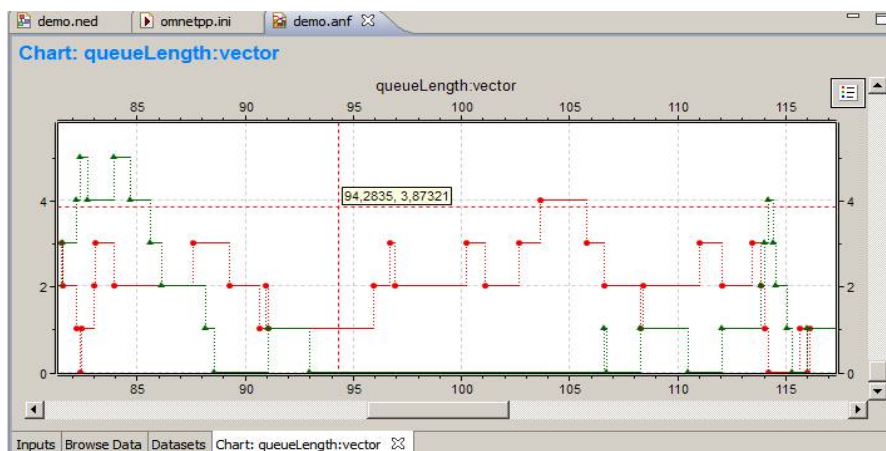 demo.ned omnetpp.ini demo.anf
Chart: queueLength:vector
queueLength:vector
85 90 95 100 105 110 115
94,2835, 3,87321
4 4
2 2
0 0
85 90 95 100 105 110 115
Inputs Browse Data Datasets Chart: queueLength:vector